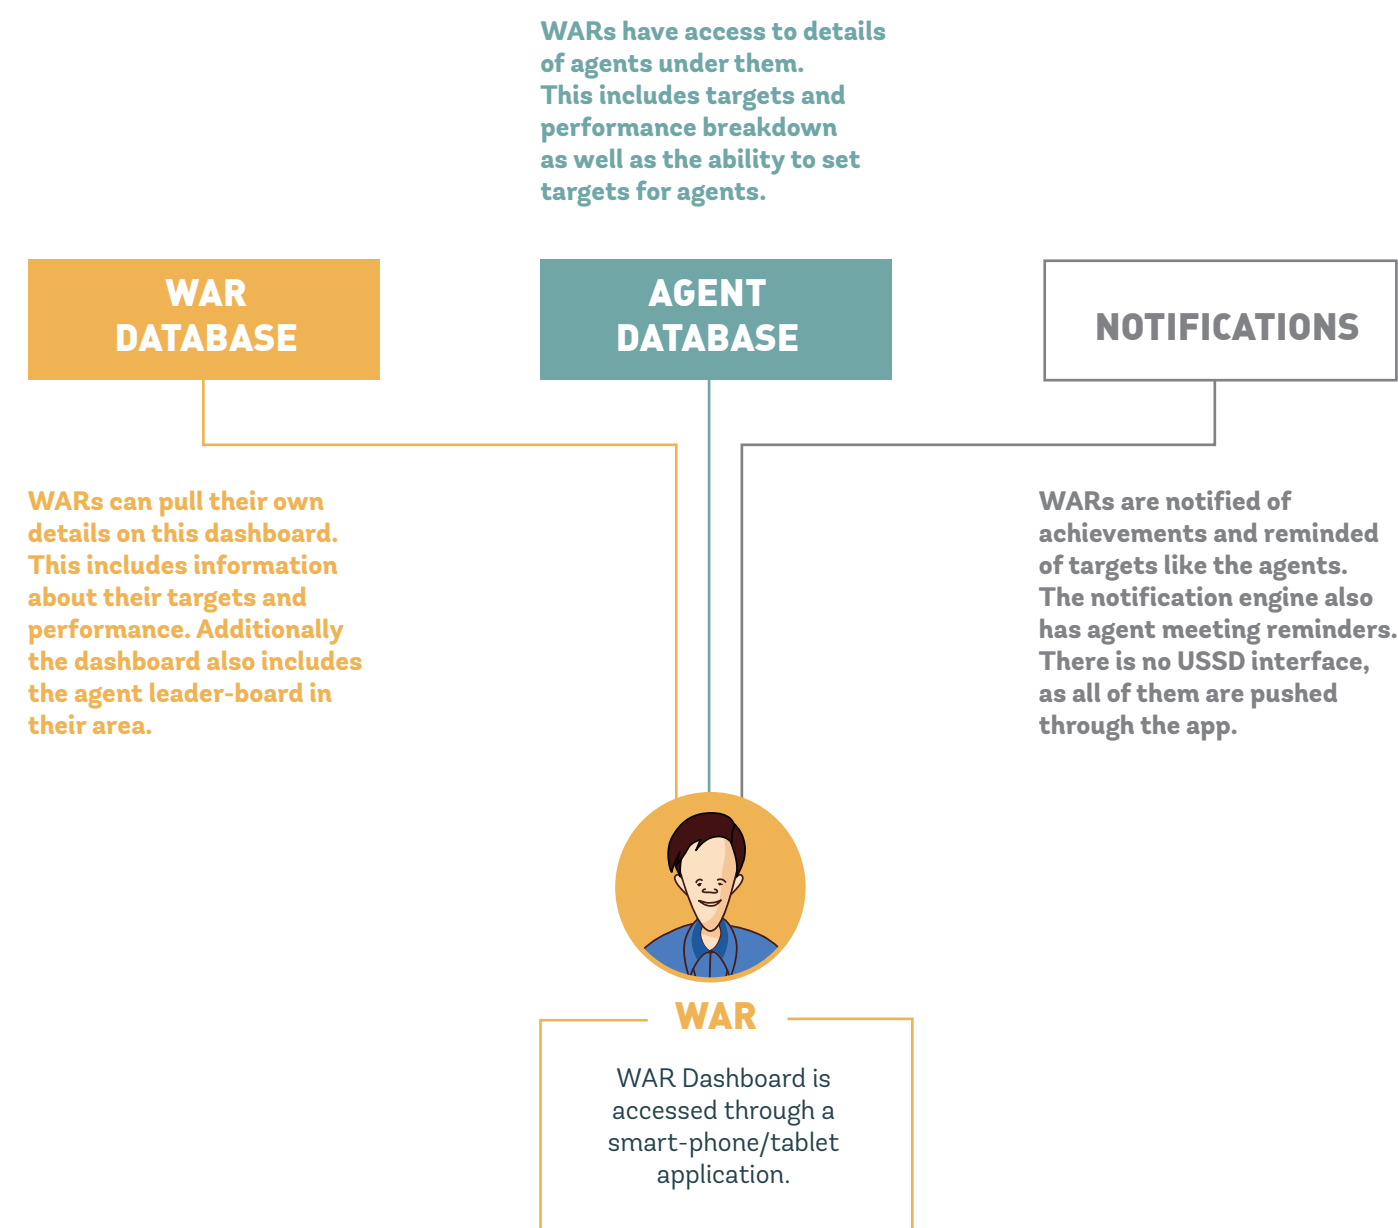 WARs have access to details
of agents under them.
This includes targets and
performance breakdown
as well as the ability to set
targets for agents.
WAR
DATABASE
AGENT
DATABASE
NOTIFICATIONS
WARs can pull their own
details on this dashboard.
This includes information
about their targets and
performance. Additionally
the dashboard also includes
the agent leader-board in
their area.
WARs are notified of
achievements and reminded
of targets like the agents.
The notification engine also
has agent meeting reminders.
There is no USSD interface,
as all of them are pushed
through the app.
WAR
WAR Dashboard is
accessed through a
smart-phone/tablet
application.